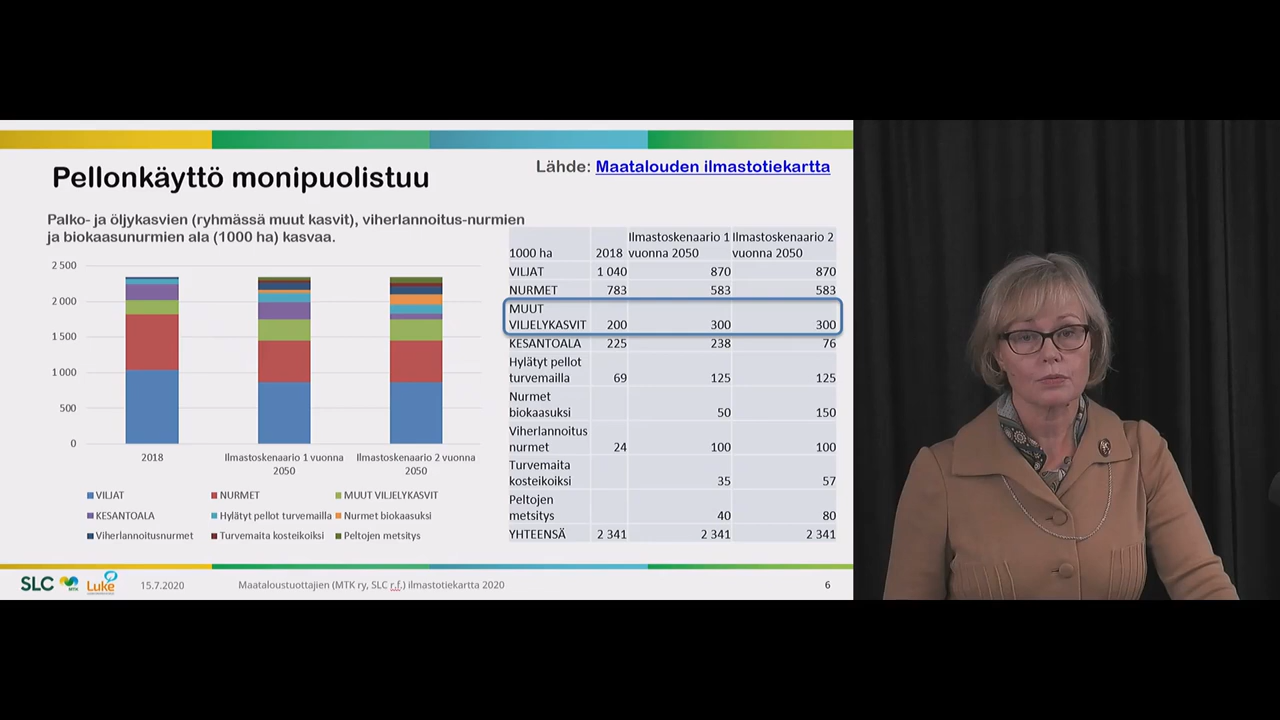 Pellonkäyttö monipuolistuu
Lähde: Maatalouden ilmastotiekartta
Palko- ja öljykasvien (ryhmässä muut kasvit), viherlannoitus-nurmien
ja biokaasunurmien ala (1000 ha) kasvaa.
2 500
2 000
1 500
1 000
500
0
2018
Ilmastoskenaario 1 vuonna
2050
Ilmastoskenaario 2 vuonna
2050
VILJAT NURMET MUUT VILJELYKASVIT
KESANTOALA Hylätyt pellot turvemailla Nurmet biokaasuksi
Viherlannoitusnurmet Turvemaita kosteikoiksi Peltojen metsitys
Ilmastoskenaario 1 Ilmastoskenaario 2
1000 ha 2018 vuonna 2050 vuonna 2050
VILJAT 1 040 870 870
NURMET 783 583 583
MUUT
VILJELYKASVIT 200 300 300
KESANTOALA 225 238 76
Hylätyt pellot
turvemailla 69 125 125
Nurmet
biokaasuksi 50 150
Viherlannoitus
nurmet 24 100 100
Turvemaita
kosteikoiksi 35 57
Peltojen
metsitys 40 80
YHTEENSÄ 2 341 2 341 2 341
SLC MTK Luke
15.7.2020
Maataloustuottajien (MTK ry, SLC r.f.) ilmastotiekartta 2020
6